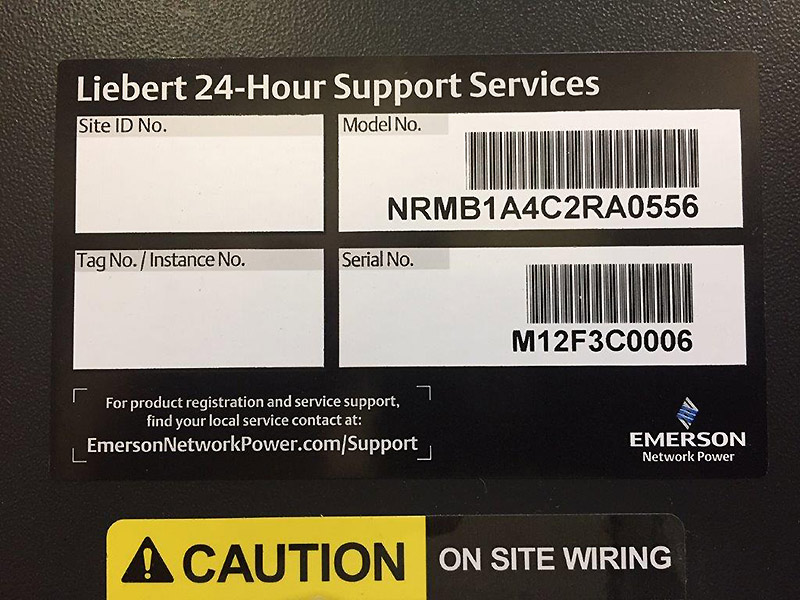 Liebert 24-Hour Support Services
Site ID No.
Model No.
NRMB1A4C2RA0556
Tag No. / Instance No.
Serial No.
M12F3C0006
For product registration and service support,
find your local service contact at:
EmersonNetworkPower.com/Support
EMERSON
Network Power
CAUTION
ON SITE WIRING